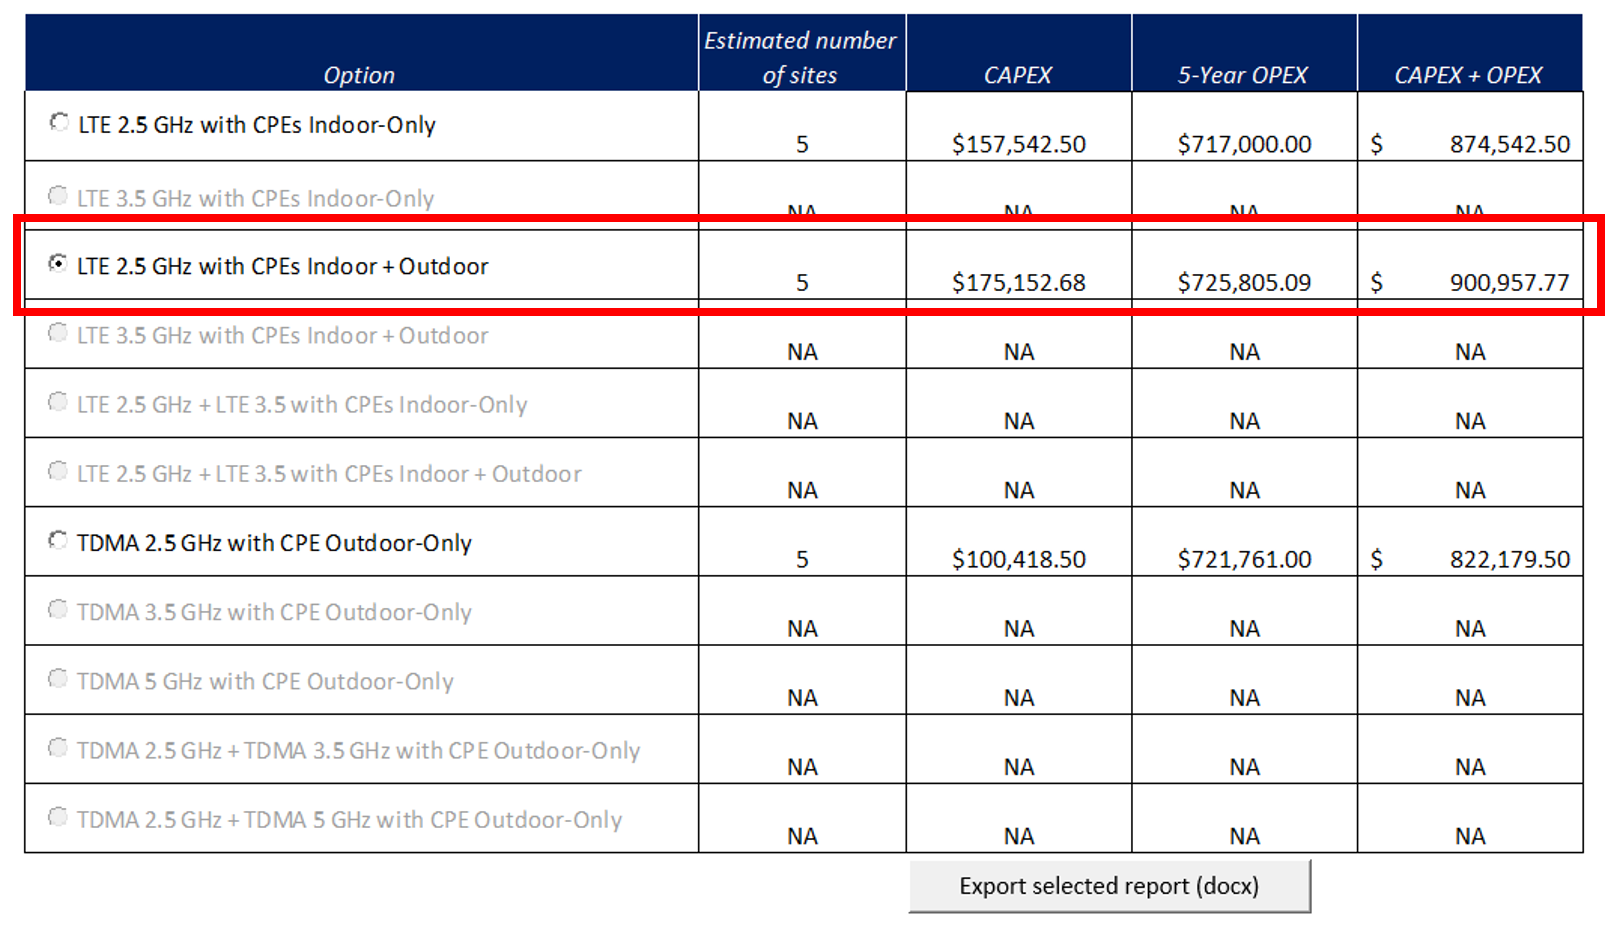 Option Estimated number of sites CAPEX 5-Year OPEX CAPEX + OPEX
LTE 2.5 GHz with CPEs Indoor-Only 5 $157,542.50 $717,000.00 $ 874,542.50
LTE 3.5 GHz with CPEs Indoor-Only NA NA NA NA
LTE 2.5 GHz with CPEs Indoor + Outdoor 5 $175,152.68 $725,805.09 $ 900,957.77
LTE 3.5 GHz with CPEs Indoor + Outdoor NA NA NA NA
LTE 2.5 GHz + LTE 3.5 with CPEs Indoor-Only NA NA NA NA
LTE 2.5 GHz + LTE 3.5 with CPEs Indoor + Outdoor NA NA NA NA
TDMA 2.5 GHz with CPE Outdoor-Only 5 $100,418.50 $721,761.00 $ 822,179.50
TDMA 3.5 GHz with CPE Outdoor-Only NA NA NA NA
TDMA 5 GHz with CPE Outdoor-Only NA NA NA NA
TDMA 2.5 GHz + TDMA 3.5 GHz with CPE Outdoor-Only NA NA NA NA
TDMA 2.5 GHz + TDMA 5 GHz with CPE Outdoor-Only NA NA NA NA
Export selected report (docx)